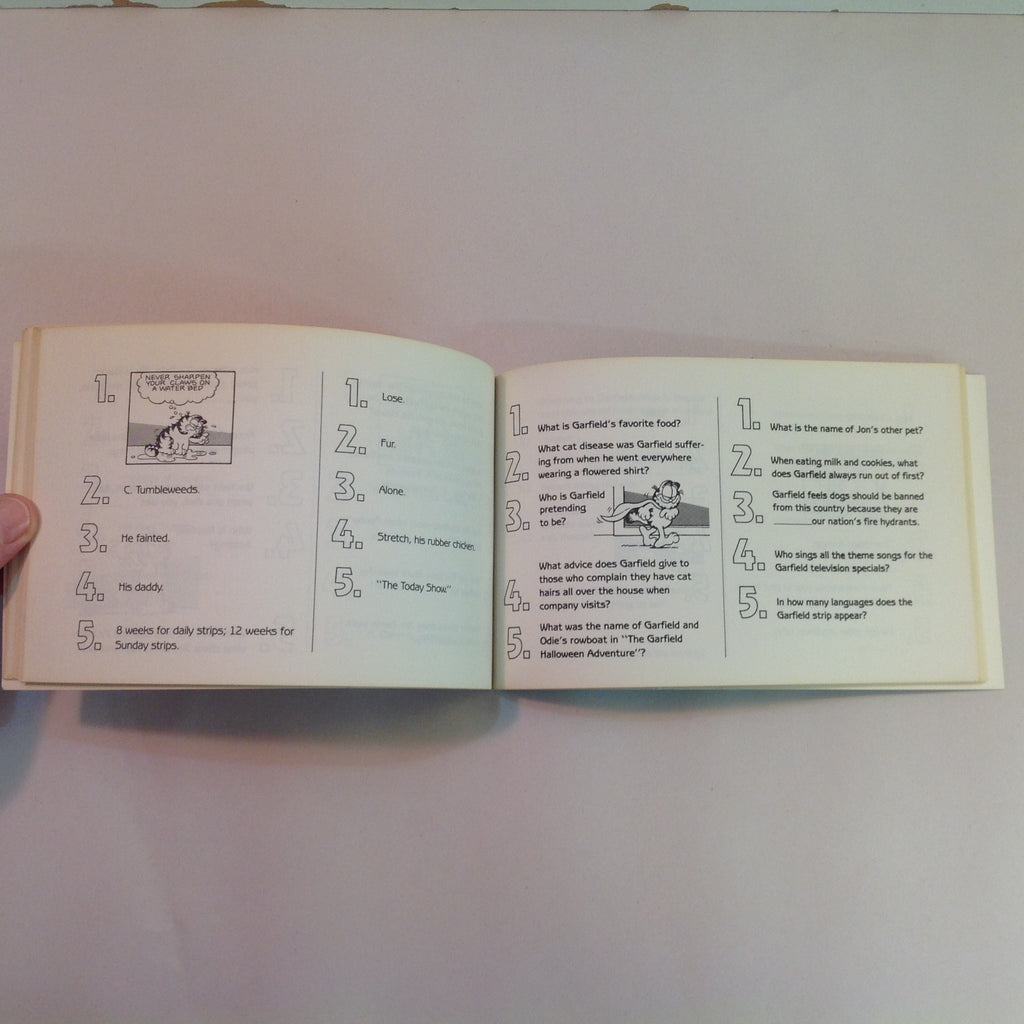 1.
NEVER SHARPEN
YOUR CLAWS ON
A WATER BED
2. C. Tumbleweeds.
3. He fainted.
4. His daddy.
5. 8 weeks for daily strips; 12 weeks for
Sunday strips.
1. Lose.
2. Fur.
3. Alone.
4. Stretch, his rubber chicken.
5. "The Today Show."
1. What is Garfield's favorite food?
2. What cat disease was Garfield suffer-
ing from when he went everywhere
wearing a flowered shirt?
3. Who is Garfield
pretending
to be?
4. What advice does Garfield give to
those who complain they have cat
hairs all over the house when
company visits?
5. What was the name of Garfield and
Odie's rowboat in "The Garfield
Halloween Adventure"?
1. What is the name of Jon's other pet?
2. When eating milk and cookies, what
does Garfield always run out of first?
3. Garfield feels dogs should be banned
from this country because they are
______our nation's fire hydrants.
4. Who sings all the theme songs for the
Garfield television specials?
5. In how many languages does the
Garfield strip appear?